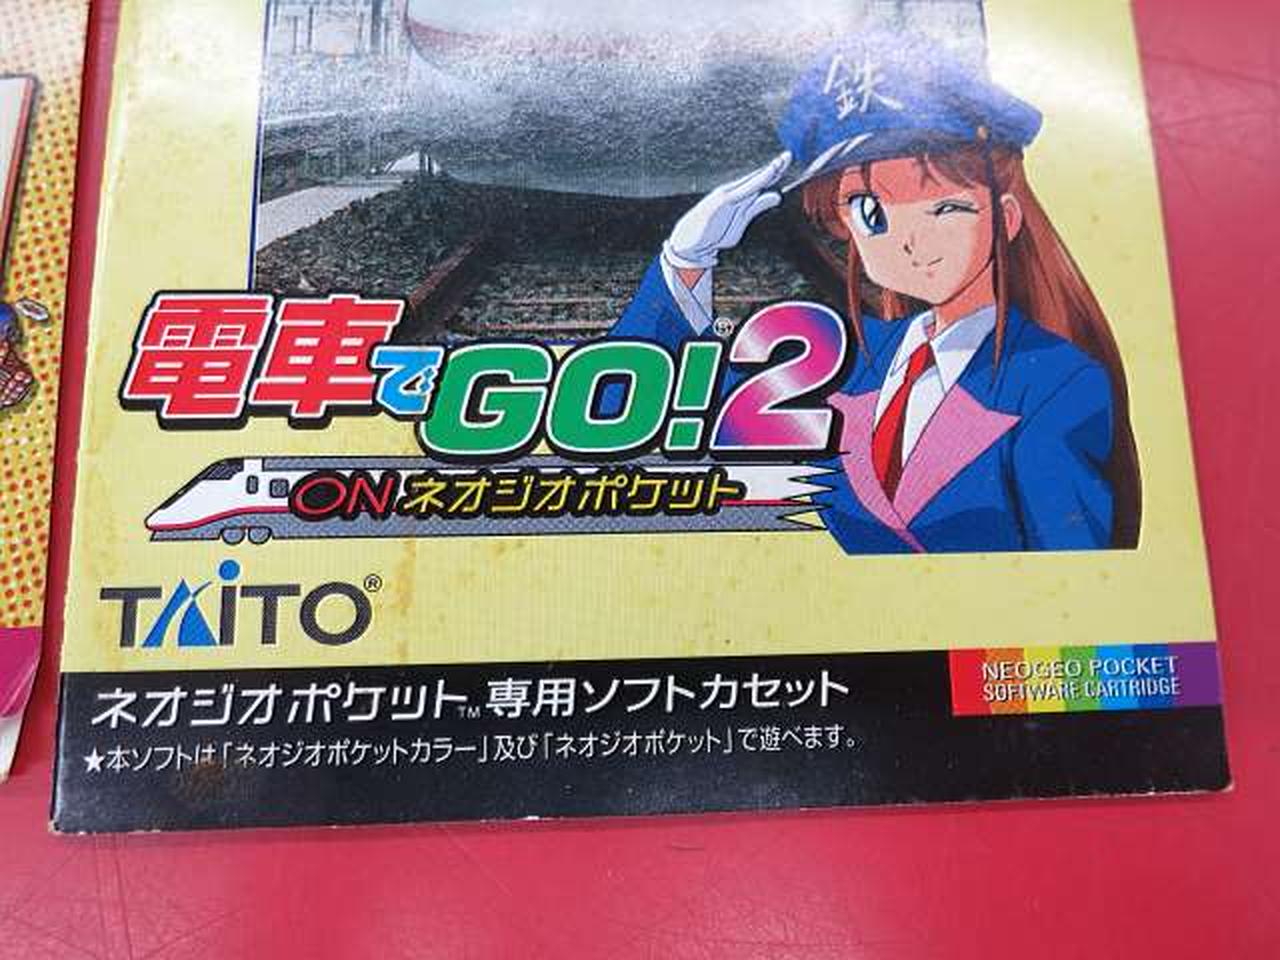 鉄
電車でGO!2®
ONネオジオポケット
TAITO®
NEOGEO POCKET
SOFTWARE CARTRIDGE
ネオジオポケット™専用ソフトカセット
★本ソフトは「ネオジオポケットカラー」及び「ネオジオポケット」で遊べます。